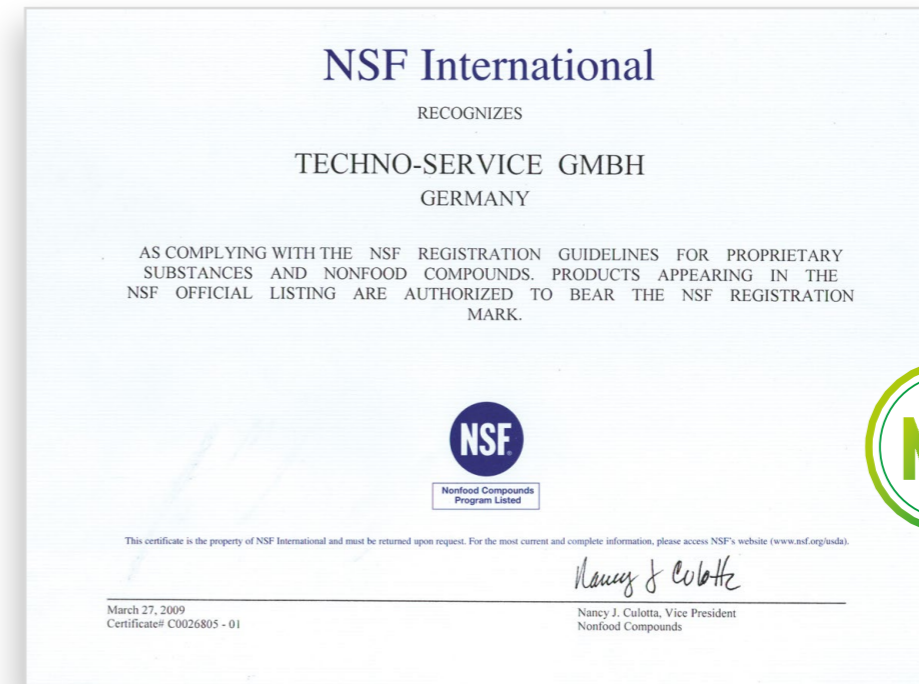 NSF International
RECOGNIZES
TECHNO-SERVICE GMBH
GERMANY
AS COMPLYING WITH THE NSF REGISTRATION GUIDELINES FOR PROPRIETARY
SUBSTANCES AND NONFOOD COMPOUNDS. PRODUCTS APPEARING IN THE
NSF OFFICIAL LISTING ARE AUTHORIZED TO BEAR THE NSF REGISTRATION
MARK.
NSF®
Nonfood Compounds
Program Listed
This certificate is the property of NSF International and must be returned upon request. For the most current and complete information, please access NSF's website (www.nsf.org/usda).
Nancy J Culotta
March 27, 2009
Certificate# C0026805 - 01
Nancy J. Culotta, Vice President
Nonfood Compounds